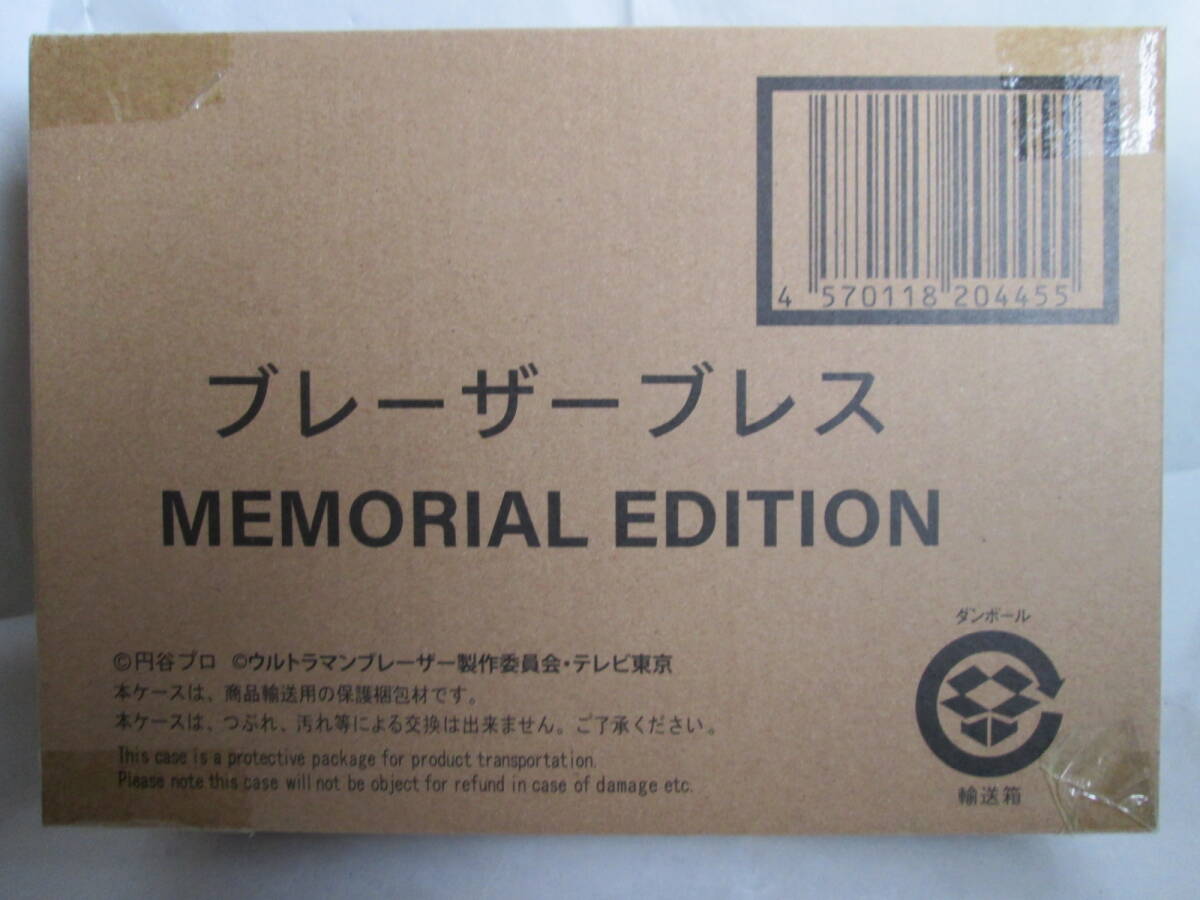 4 570118 204455
ブレーザーブレス
MEMORIAL EDITION
ダンボール
©円谷プロ ©ウルトラマンブレーザー製作委員会・テレビ東京
本ケースは、商品輸送用の保護梱包材です。
本ケースは、つぶれ、汚れ等による交換は出来ません。ご了承ください。
This case is a protective package for product transportation.
Please note this case will not be object for refund in case of damage etc.
輸送箱